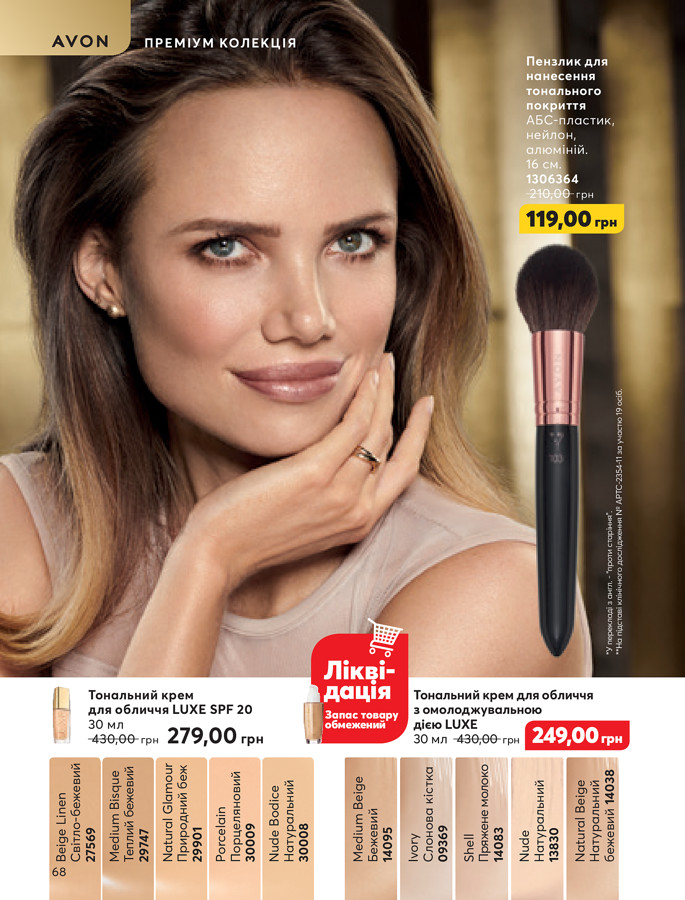 AVON
ПРЕМІУМ КОЛЕКЦІЯ
Пензлик для
нанесення
тонального
покриття
АБС-пластик,
нейлон,
алюміній.
16 см.
1306364
210,00 грн
119,00 грн
AVON
*У перекладі з англ. - "проти старіння".
**На підставі клінічного дослідження № АРТС-2354-11 за участю 19 осіб.
Лікві-
дація
Запас товару
обмежений
Тональний крем
для обличчя LUXE SPF 20
30 мл
430,00 грн 279,00 грн
Тональний крем для обличчя
з омолоджувальною
дією LUXE
30 мл 430,00 грн 249,00 грн
Beige Linen
Світло-бежевий
27569
Medium Bisque
Теплий бежевий
29747
Natural Glamour
Природний беж
29901
Porcelain
Порцеляновий
30009
Nude Bodice
Натуральний
30008
Medium Beige
Бежевий
14095
Ivory
Слонова кістка
09369
Shell
Пряжене молоко
14083
Nude
Натуральний
13830
Natural Beige
Натуральний
бежевий 14038
68